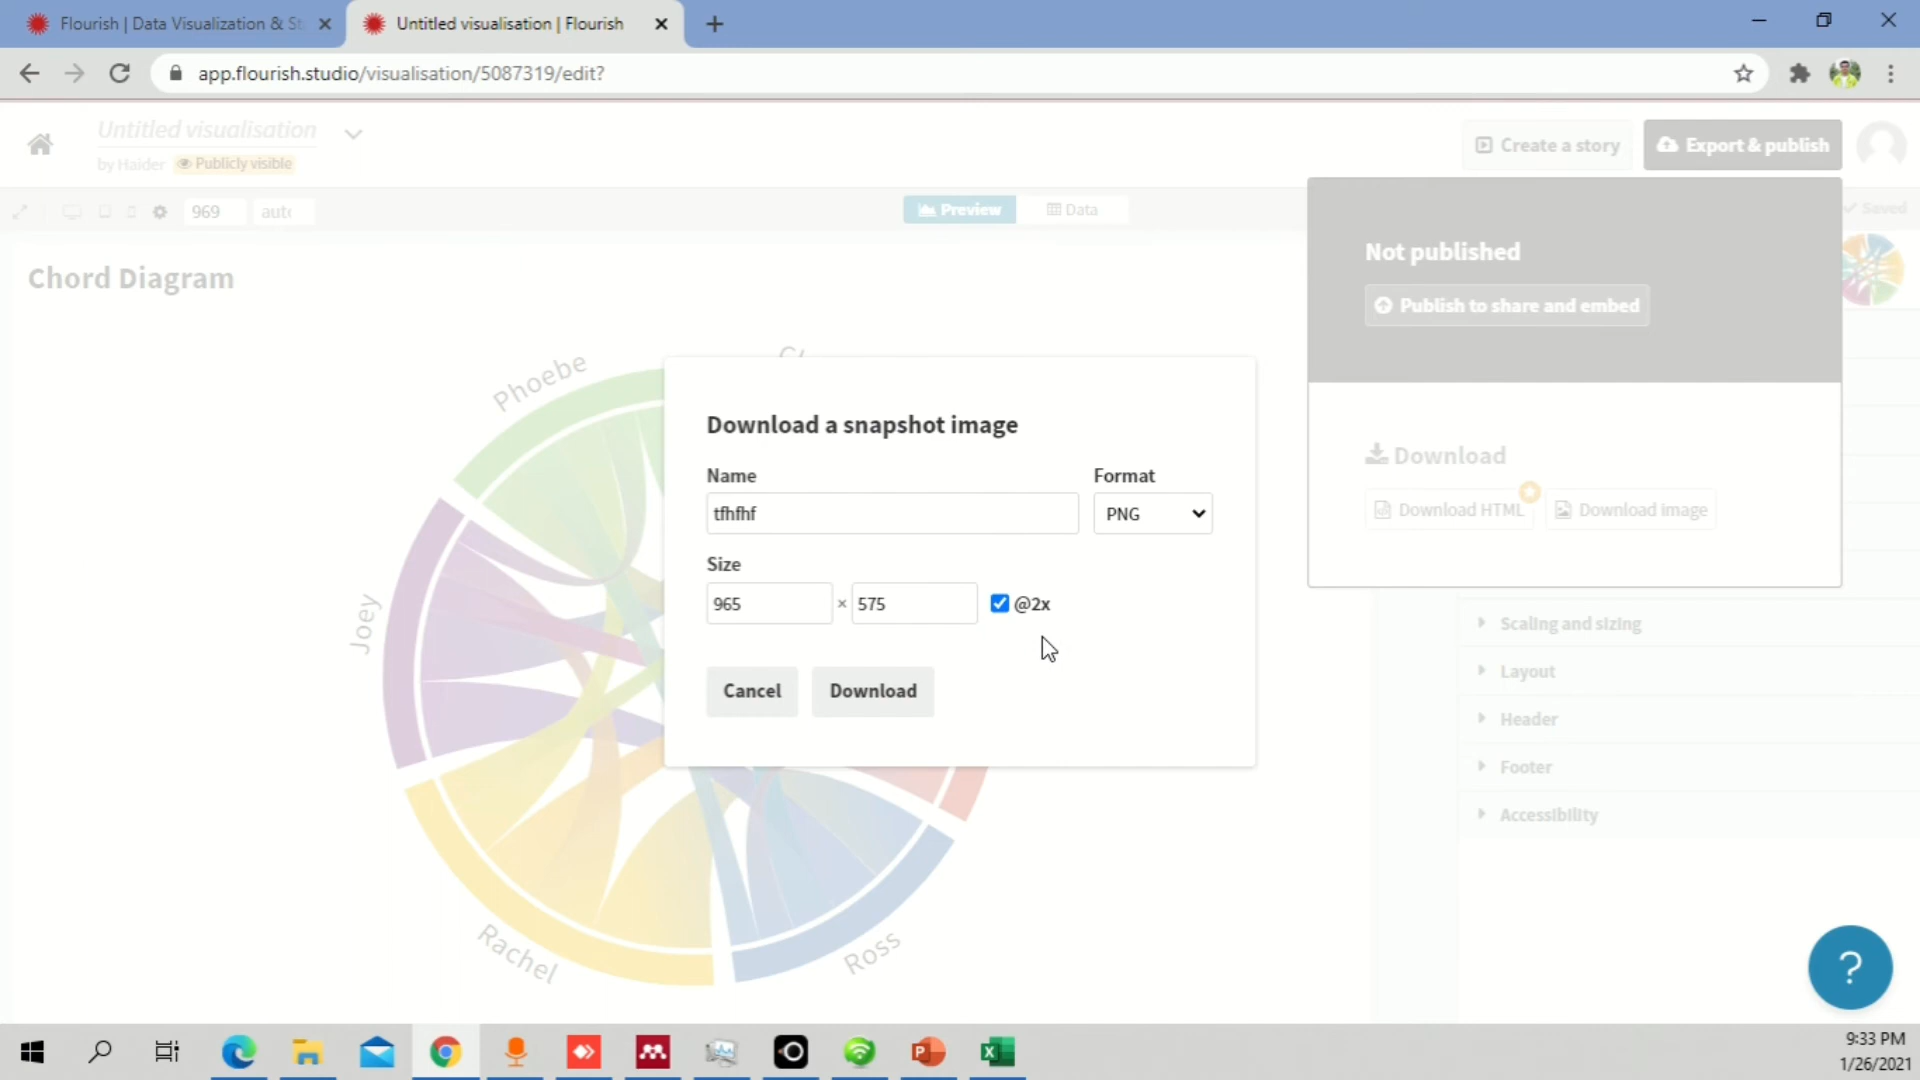 Flourish | Data Visualization & St
Untitled visualisation | Flourish
app.flourish.studio/visualisation/5087319/edit?
Untitled visualisation
by Haider
Publicly visible
Create a story
Export & publish
969
auto
Preview
Data
Saved
Not published
Publish to share and embed
Download
Download HTML
Download image
Chord Diagram
Phoebe
Joey
Rachel
Ross
Download a snapshot image
Name
Format
tfhfhf
PNG
Size
965
×
575
@2x
Cancel
Download
Scaling and sizing
Layout
Header
Footer
Accessibility
?
9:33 PM
1/26/2021